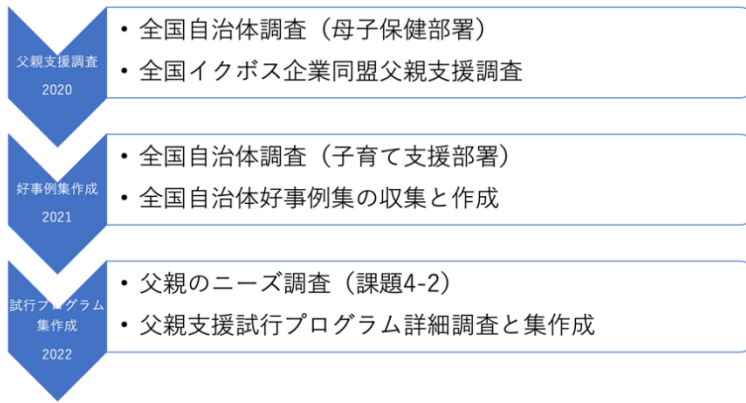 父親支援調査
2020
• 全国自治体調査（母子保健部署）
• 全国イクボス企業同盟父親支援調査
好事例集作成
2021
• 全国自治体調査（子育て支援部署）
• 全国自治体好事例集の収集と作成
試行プログラム
集作成
2022
• 父親のニーズ調査（課題4-2）
• 父親支援試行プログラム詳細調査と集作成